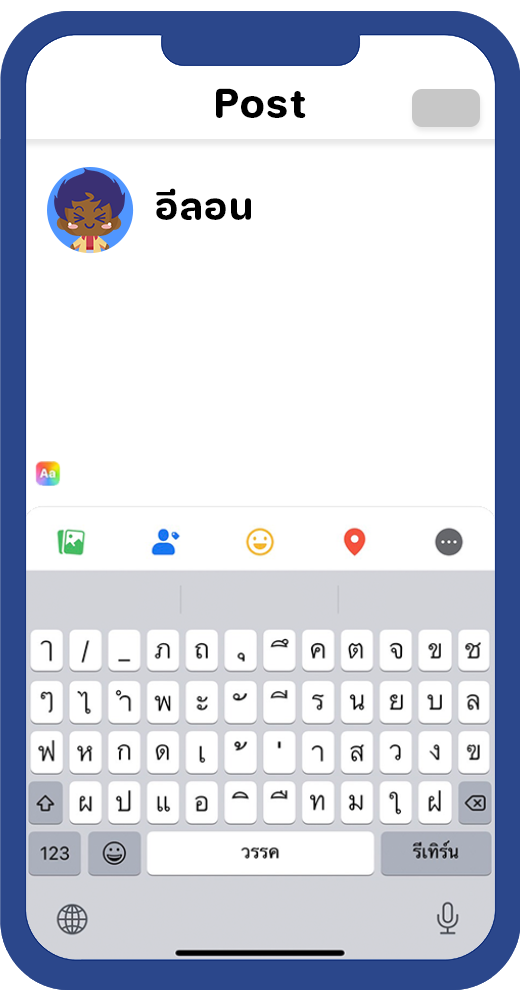 Post
อีลอน
Aa
ๅ / _ ภ ถ ุ ึ ค ต จ ข ช
ๆ ไ ำ พ ะ ั ี ร น ย บ ล
ฟ ห ก ด เ ้ ่ า ส ว ง ฃ
ผ ป แ อ ิ ื ท ม ใ ฝ
123 วรรค รีเทิร์น